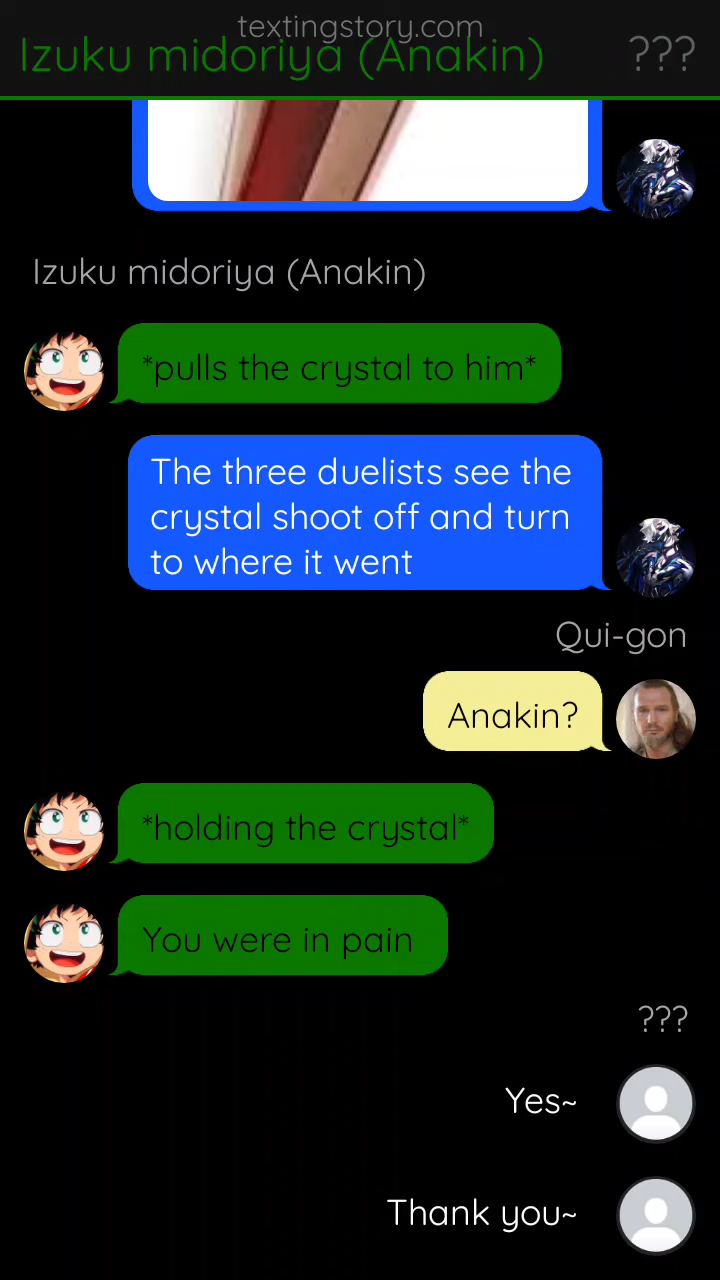 textingstory.com
Izuku midoriya (Anakin)
???
Izuku midoriya (Anakin)
*pulls the crystal to him*
The three duelists see the
crystal shoot off and turn
to where it went
Qui-gon
Anakin?
*holding the crystal*
You were in pain
???
Yes~
Thank you~